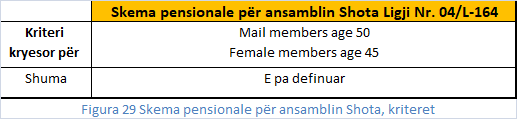 Skema pensionale për ansamblin Shota Ligji Nr. 04/L-164
Kriteri kryesor për
Mail members age 50
Female members age 45
Shuma
E pa definuar
Figura 29 Skema pensionale për ansamblin Shota, kriteret